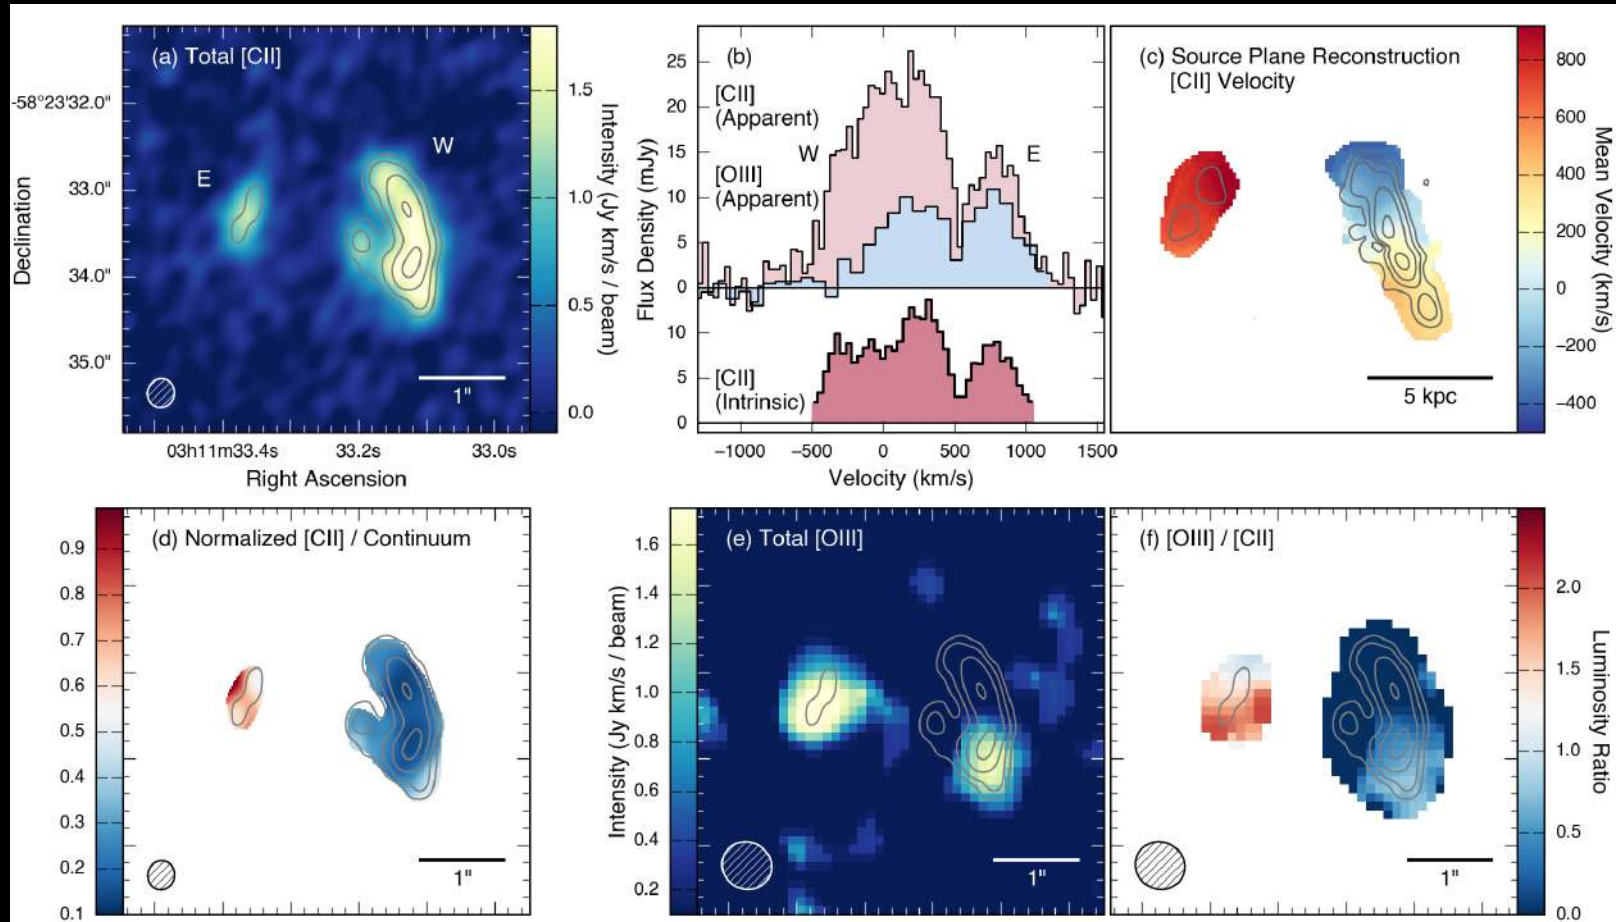 (a) Total [CII]
E
W
-58°23'32.0"
33.0"
34.0"
35.0"
Declination
03h11m33.4s
33.2s
33.0s
Right Ascension
1"
1.5
1.0
0.5
0.0
Intensity (Jy km/s / beam)
(b)
[CII]
(Apparent)
W
E
[OIII]
(Apparent)
[CII]
(Intrinsic)
25
20
15
10
5
0
10
5
0
Flux Density (mJy)
−1000
−500
0
500
1000
1500
Velocity (km/s)
(c) Source Plane Reconstruction
[CII] Velocity
5 kpc
800
600
400
200
0
−200
−400
Mean Velocity (km/s)
(d) Normalized [CII] / Continuum
0.9
0.8
0.7
0.6
0.5
0.4
0.3
0.2
0.1
1"
(e) Total [OIII]
1.6
1.4
1.2
1.0
0.8
0.6
0.4
0.2
Intensity (Jy km/s / beam)
1"
(f) [OIII] / [CII]
1"
2.0
1.5
1.0
0.5
0.0
Luminosity Ratio